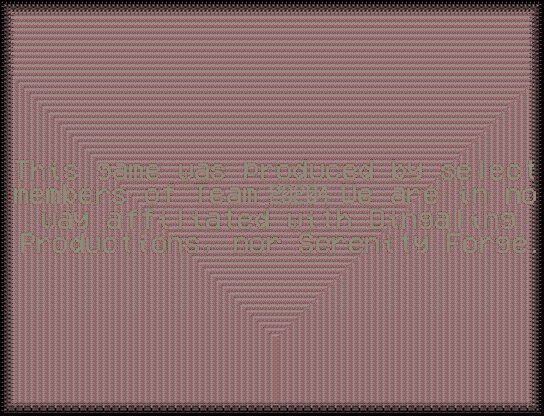 This game was produced by select
members of Team We are in no
way affiliated with Dingaling
Productions, nor Serenity Forge